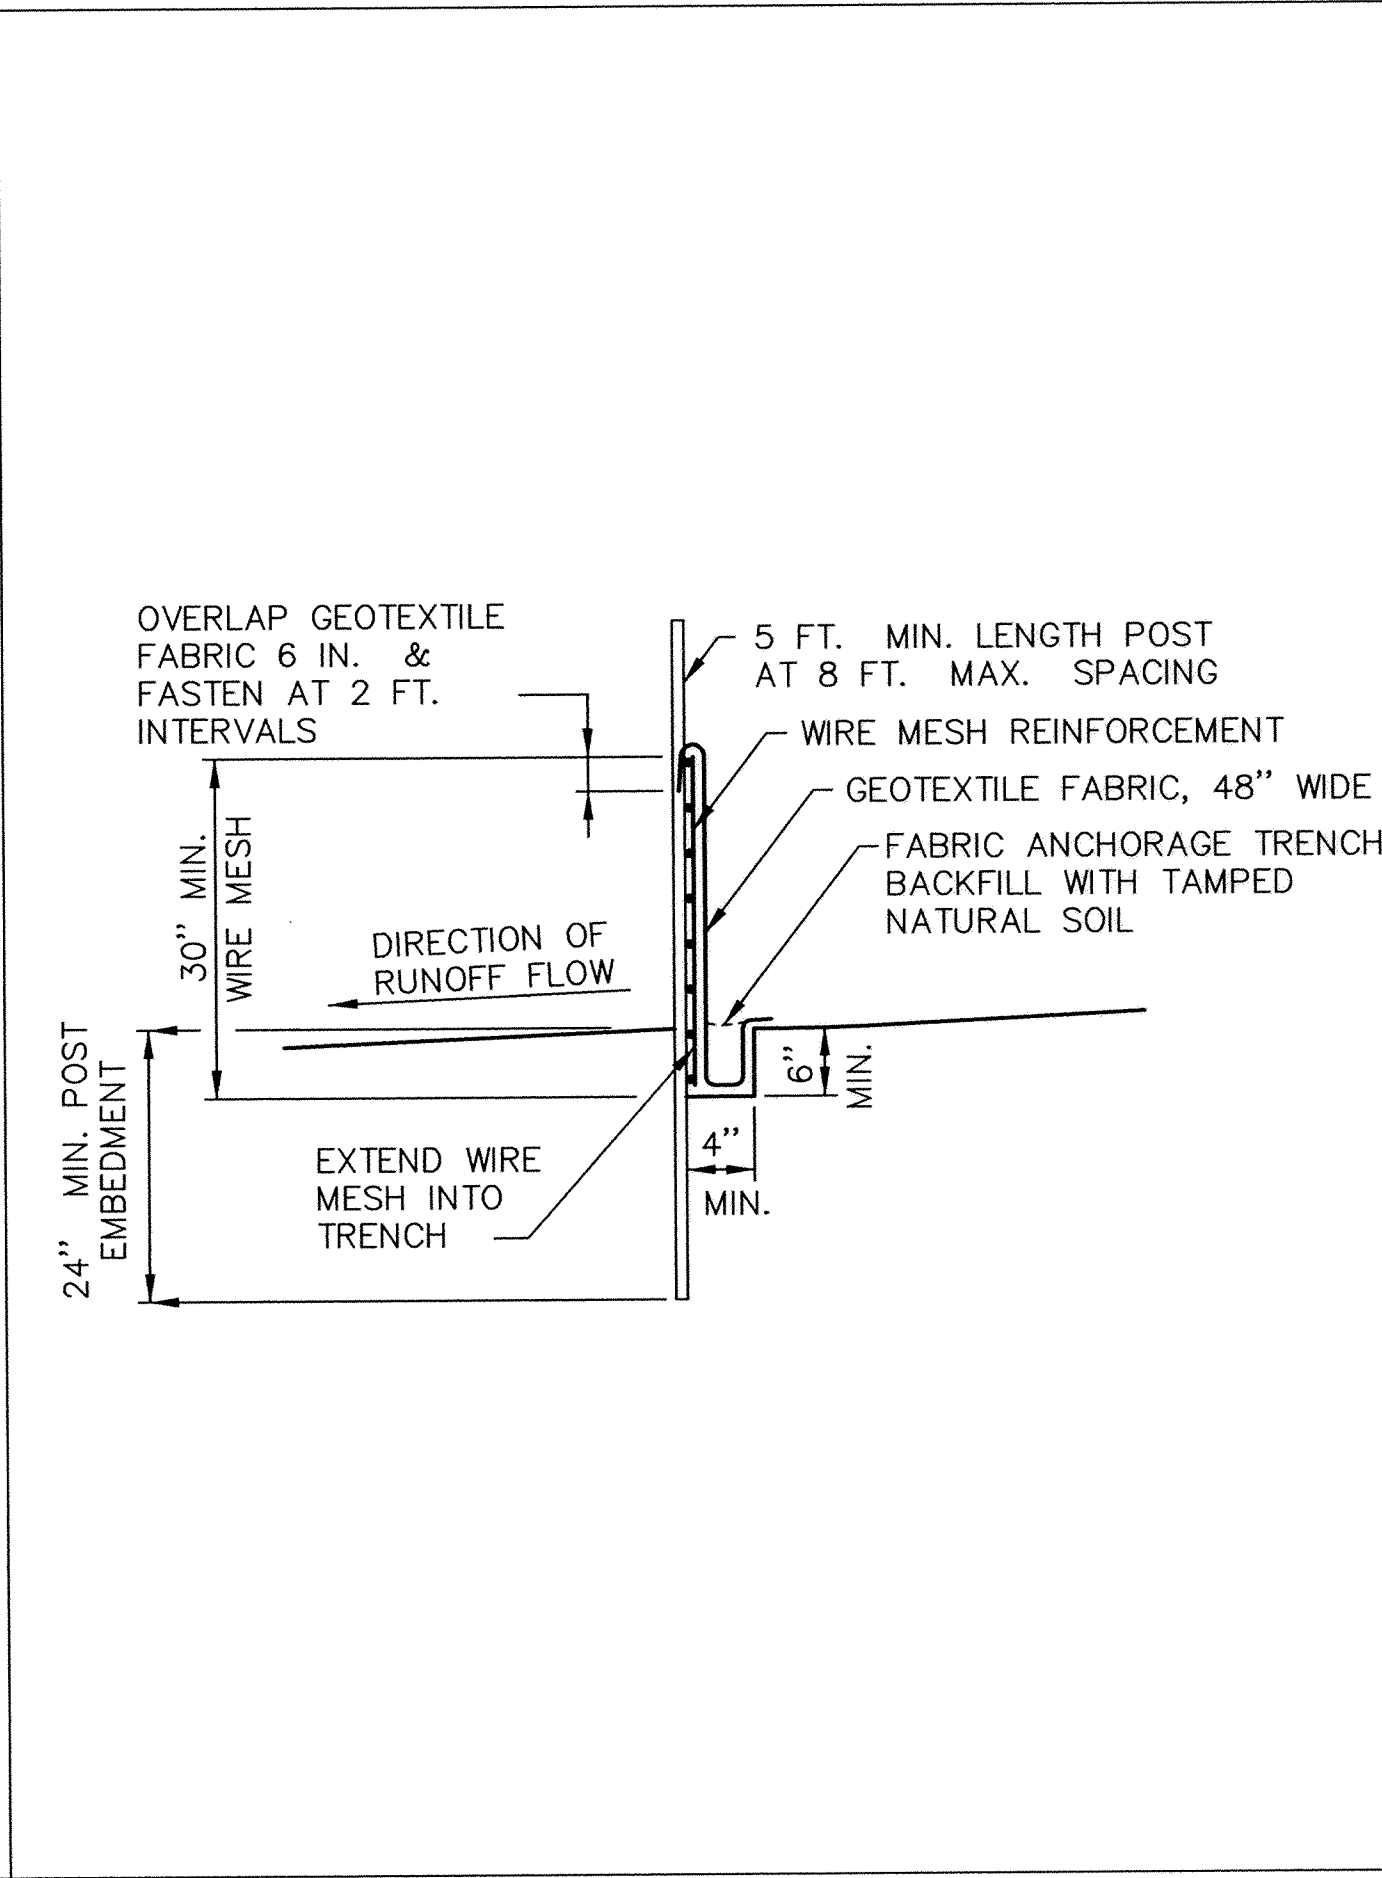 OVERLAP GEOTEXTILE
FABRIC 6 IN. &
FASTEN AT 2 FT.
INTERVALS
5 FT. MIN. LENGTH POST
AT 8 FT. MAX. SPACING
WIRE MESH REINFORCEMENT
GEOTEXTILE FABRIC, 48" WIDE
FABRIC ANCHORAGE TRENCH
BACKFILL WITH TAMPED
NATURAL SOIL
30" MIN.
WIRE MESH
DIRECTION OF
RUNOFF FLOW
24" MIN. POST
EMBEDMENT
6"
MIN.
4"
MIN.
EXTEND WIRE
MESH INTO
TRENCH